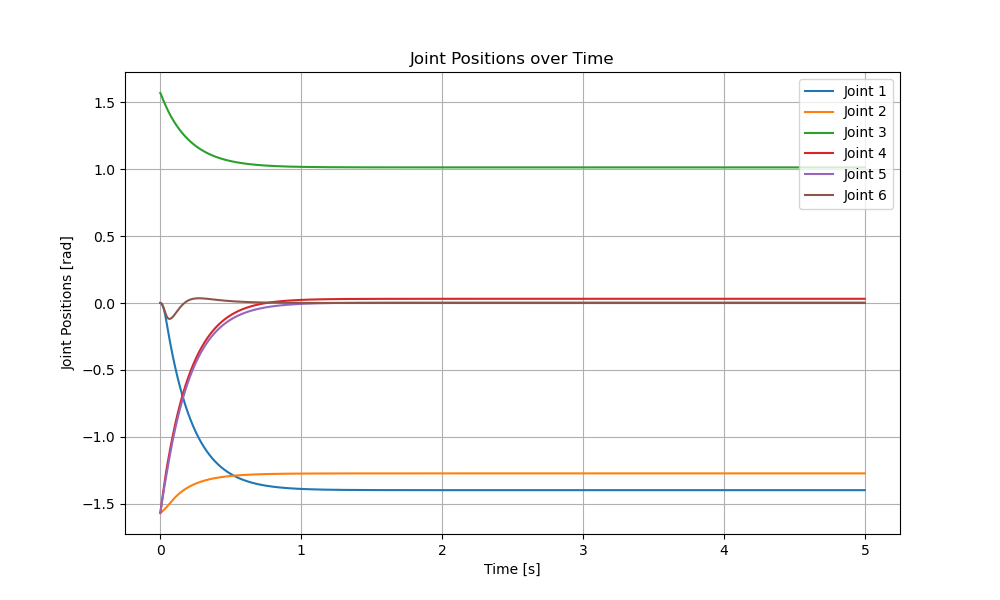 Joint Positions over Time
Joint Positions [rad]
1.5
1.0
0.5
0.0
−0.5
−1.0
−1.5
Joint 1
Joint 2
Joint 3
Joint 4
Joint 5
Joint 6
0 1 2 3 4 5
Time [s]